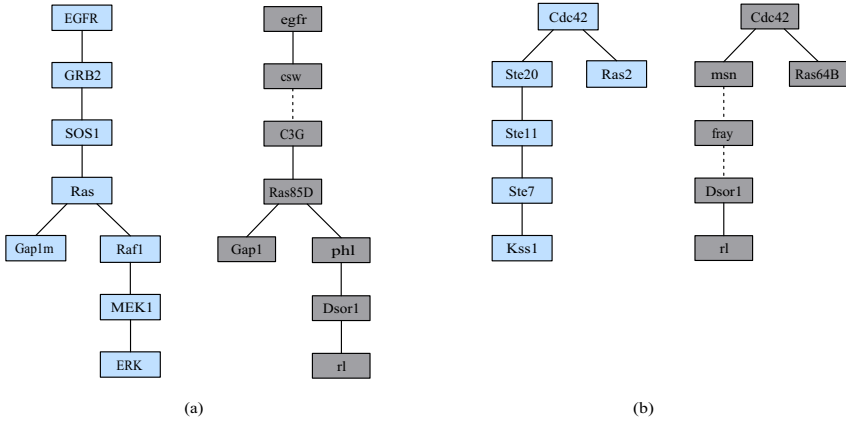 EGFR
GRB2
SOS1
Ras
Gap1m Raf1
MEK1
ERK
egfr
csw
C3G
Ras85D
Gap1 phl
Dsor1
rl
(a)
Cdc42
Ste20 Ras2
Ste11
Ste7
Kss1
Cdc42
msn Ras64B
fray
Dsor1
rl
(b)